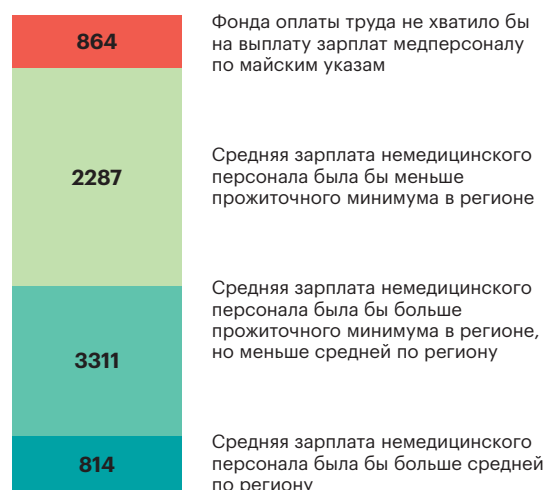 864
Фонда оплаты труда не хватило бы
на выплату зарплат медперсоналу
по майским указам
2287
Средняя зарплата немедицинского
персонала была бы меньше
прожиточного минимума в регионе
3311
Средняя зарплата немедицинского
персонала была бы больше
прожиточного минимума в регионе,
но меньше средней по региону
814
Средняя зарплата немедицинского
персонала была бы больше средней
по региону